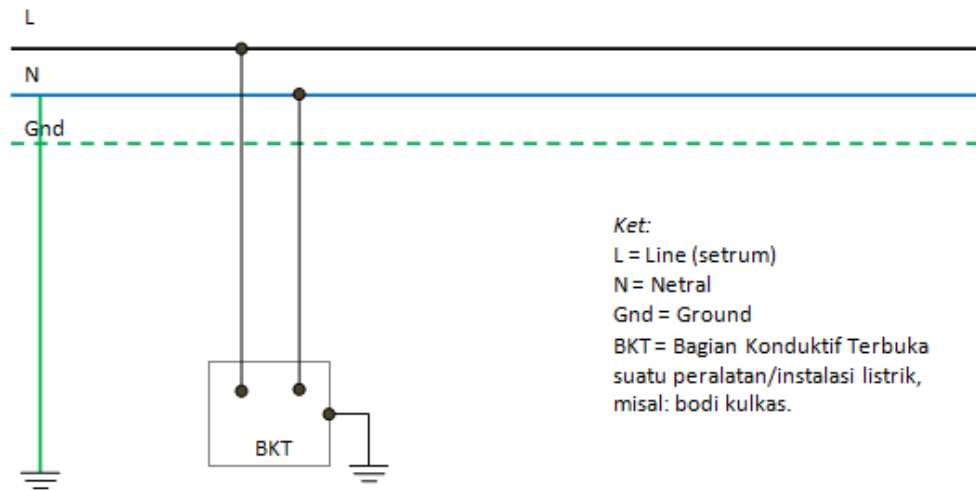 L
N
Gnd
Ket:
L = Line (setrum)
N = Netral
Gnd = Ground
BKT = Bagian Konduktif Terbuka
suatu peralatan/instalasi listrik,
misal: bodi kulkas.
BKT